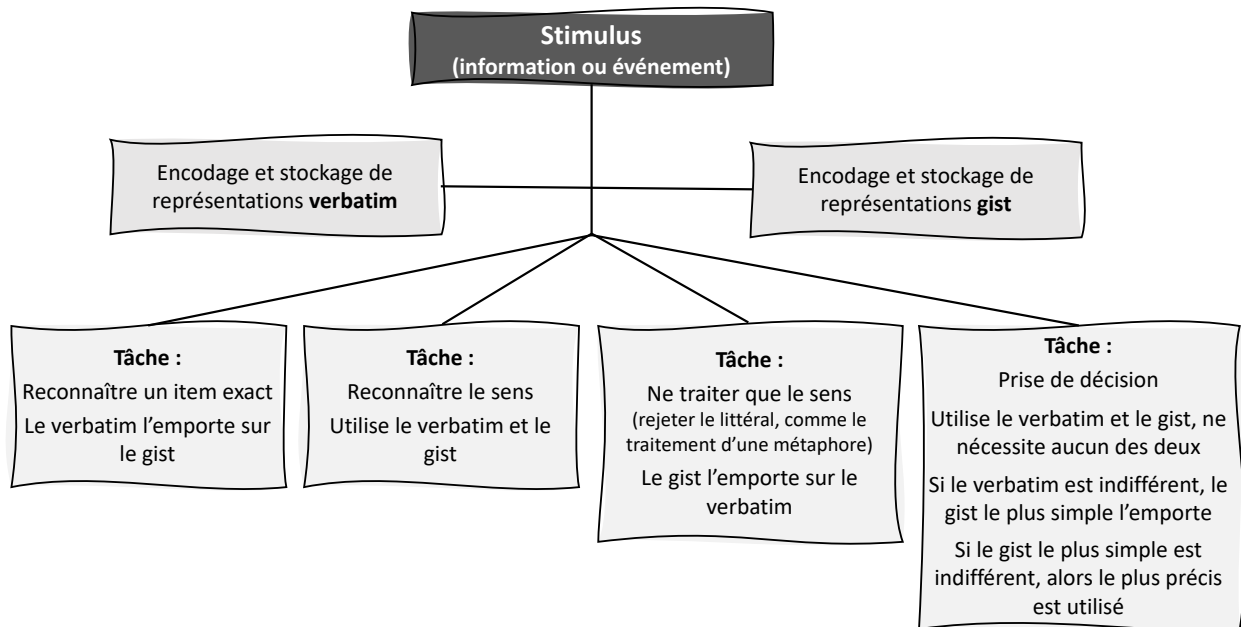 Stimulus
(information ou événement)
Encodage et stockage de
représentations verbatim
Encodage et stockage de
représentations gist
Tâche :
Reconnaître un item exact
Le verbatim l’emporte sur
le gist
Tâche :
Reconnaître le sens
Utilise le verbatim et le
gist
Tâche :
Ne traiter que le sens
(rejeter le littéral, comme le
traitement d’une métaphore)
Le gist l’emporte sur le
verbatim
Tâche :
Prise de décision
Utilise le verbatim et le gist, ne
nécessite aucun des deux
Si le verbatim est indifférent, le
gist le plus simple l’emporte
Si le gist le plus simple est
indifférent, alors le plus précis
est utilisé